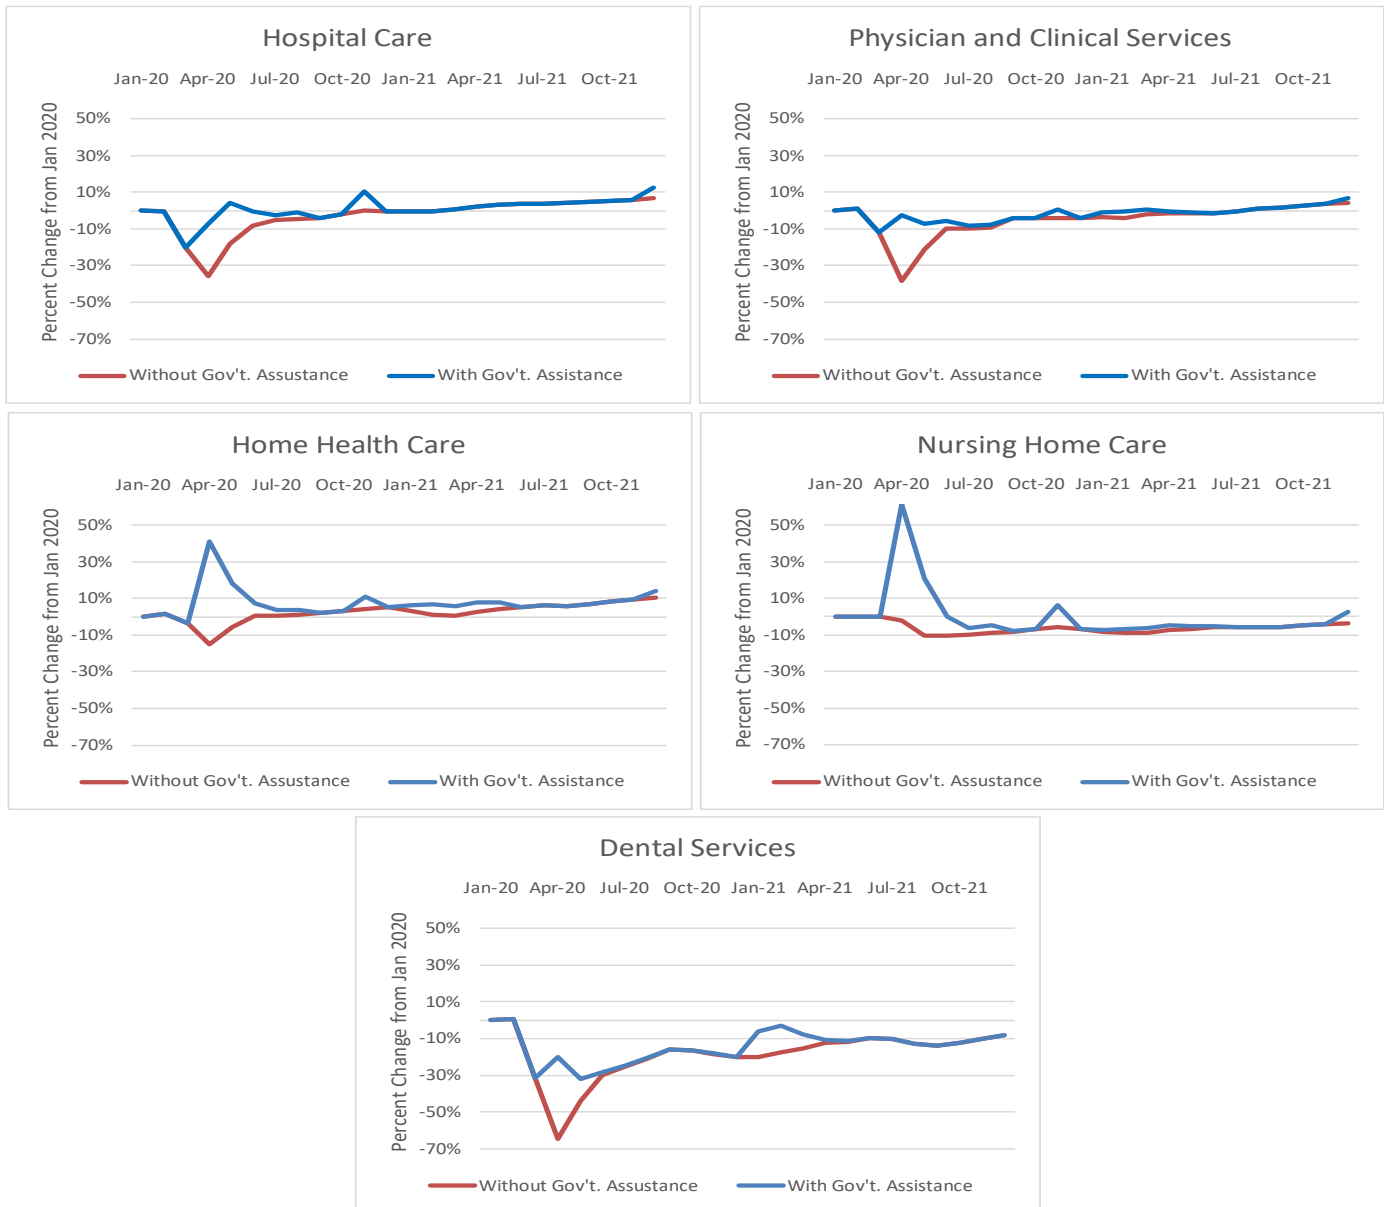 Hospital Care
Jan-20 Apr-20 Jul-20 Oct-20 Jan-21 Apr-21 Jul-21 Oct-21
Percent Change from Jan 2020
50%
30%
10%
-10%
-30%
-50%
-70%
Without Gov't. Assustance With Gov't. Assistance
Physician and Clinical Services
Jan-20 Apr-20 Jul-20 Oct-20 Jan-21 Apr-21 Jul-21 Oct-21
Percent Change from Jan 2020
50%
30%
10%
-10%
-30%
-50%
-70%
Without Gov't. Assustance With Gov't. Assistance
Home Health Care
Jan-20 Apr-20 Jul-20 Oct-20 Jan-21 Apr-21 Jul-21 Oct-21
Percent Change from Jan 2020
50%
30%
10%
-10%
-30%
-50%
-70%
Without Gov't. Assustance With Gov't. Assistance
Nursing Home Care
Jan-20 Apr-20 Jul-20 Oct-20 Jan-21 Apr-21 Jul-21 Oct-21
Percent Change from Jan 2020
50%
30%
10%
-10%
-30%
-50%
-70%
Without Gov't. Assustance With Gov't. Assistance
Dental Services
Jan-20 Apr-20 Jul-20 Oct-20 Jan-21 Apr-21 Jul-21 Oct-21
Percent Change from Jan 2020
50%
30%
10%
-10%
-30%
-50%
-70%
Without Gov't. Assustance With Gov't. Assistance